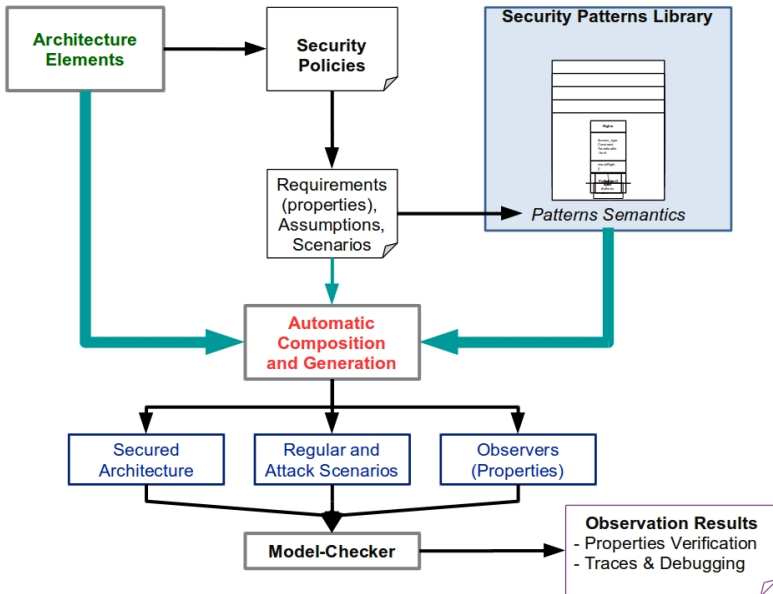 Architecture
Elements
Security
Policies
Security Patterns Library
Rights
Patterns Semantics
Requirements
(properties),
Assumptions,
Scenarios
Automatic
Composition
and Generation
Secured
Architecture
Regular and
Attack Scenarios
Observers
(Properties)
Model-Checker
Observation Results
- Properties Verification
- Traces & Debugging